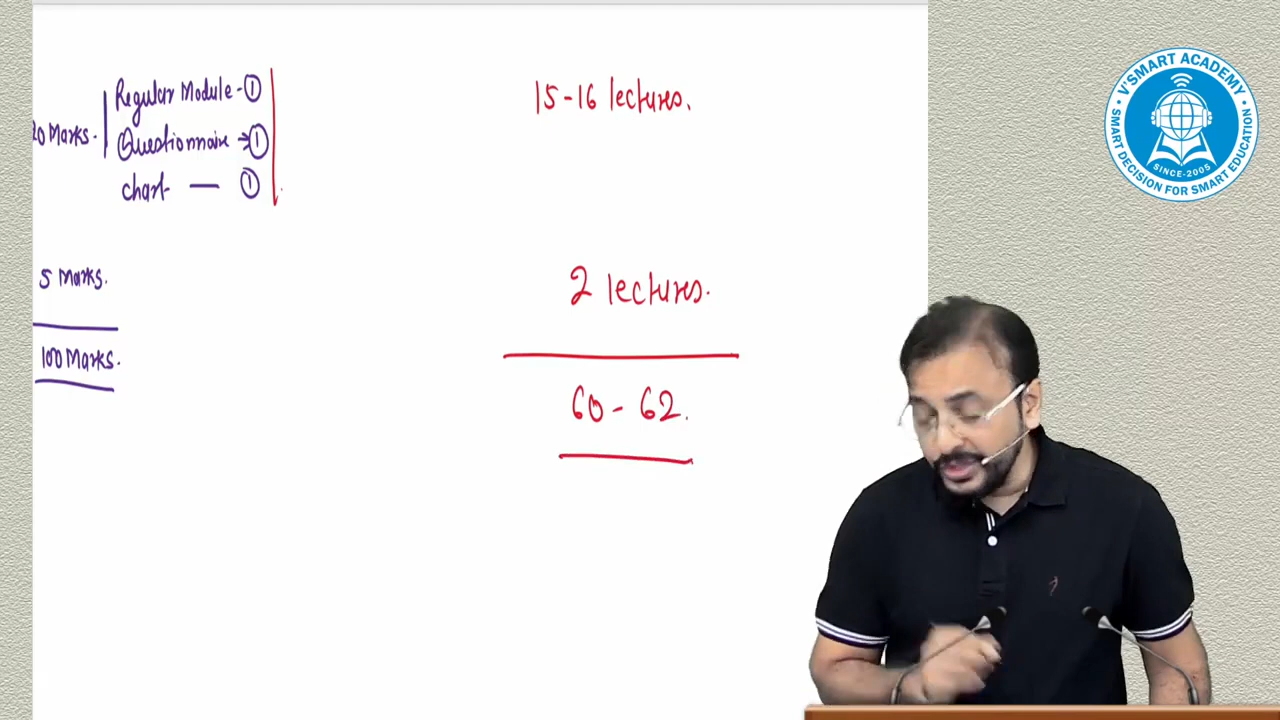 Regular Module - 1
15-16 lectures.
0 Marks.
Questionnaire → 1
chart — 1
5 Marks.
2 lectures.
100 Marks.
60 - 62.
V'SMART ACADEMY
SINCE-2005
SMART DECISION FOR SMART EDUCATION